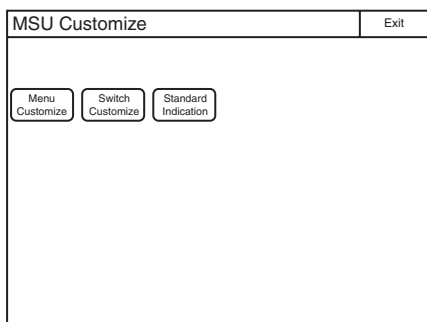 MSU Customize
Exit
Menu
Customize
Switch
Customize
Standard
Indication